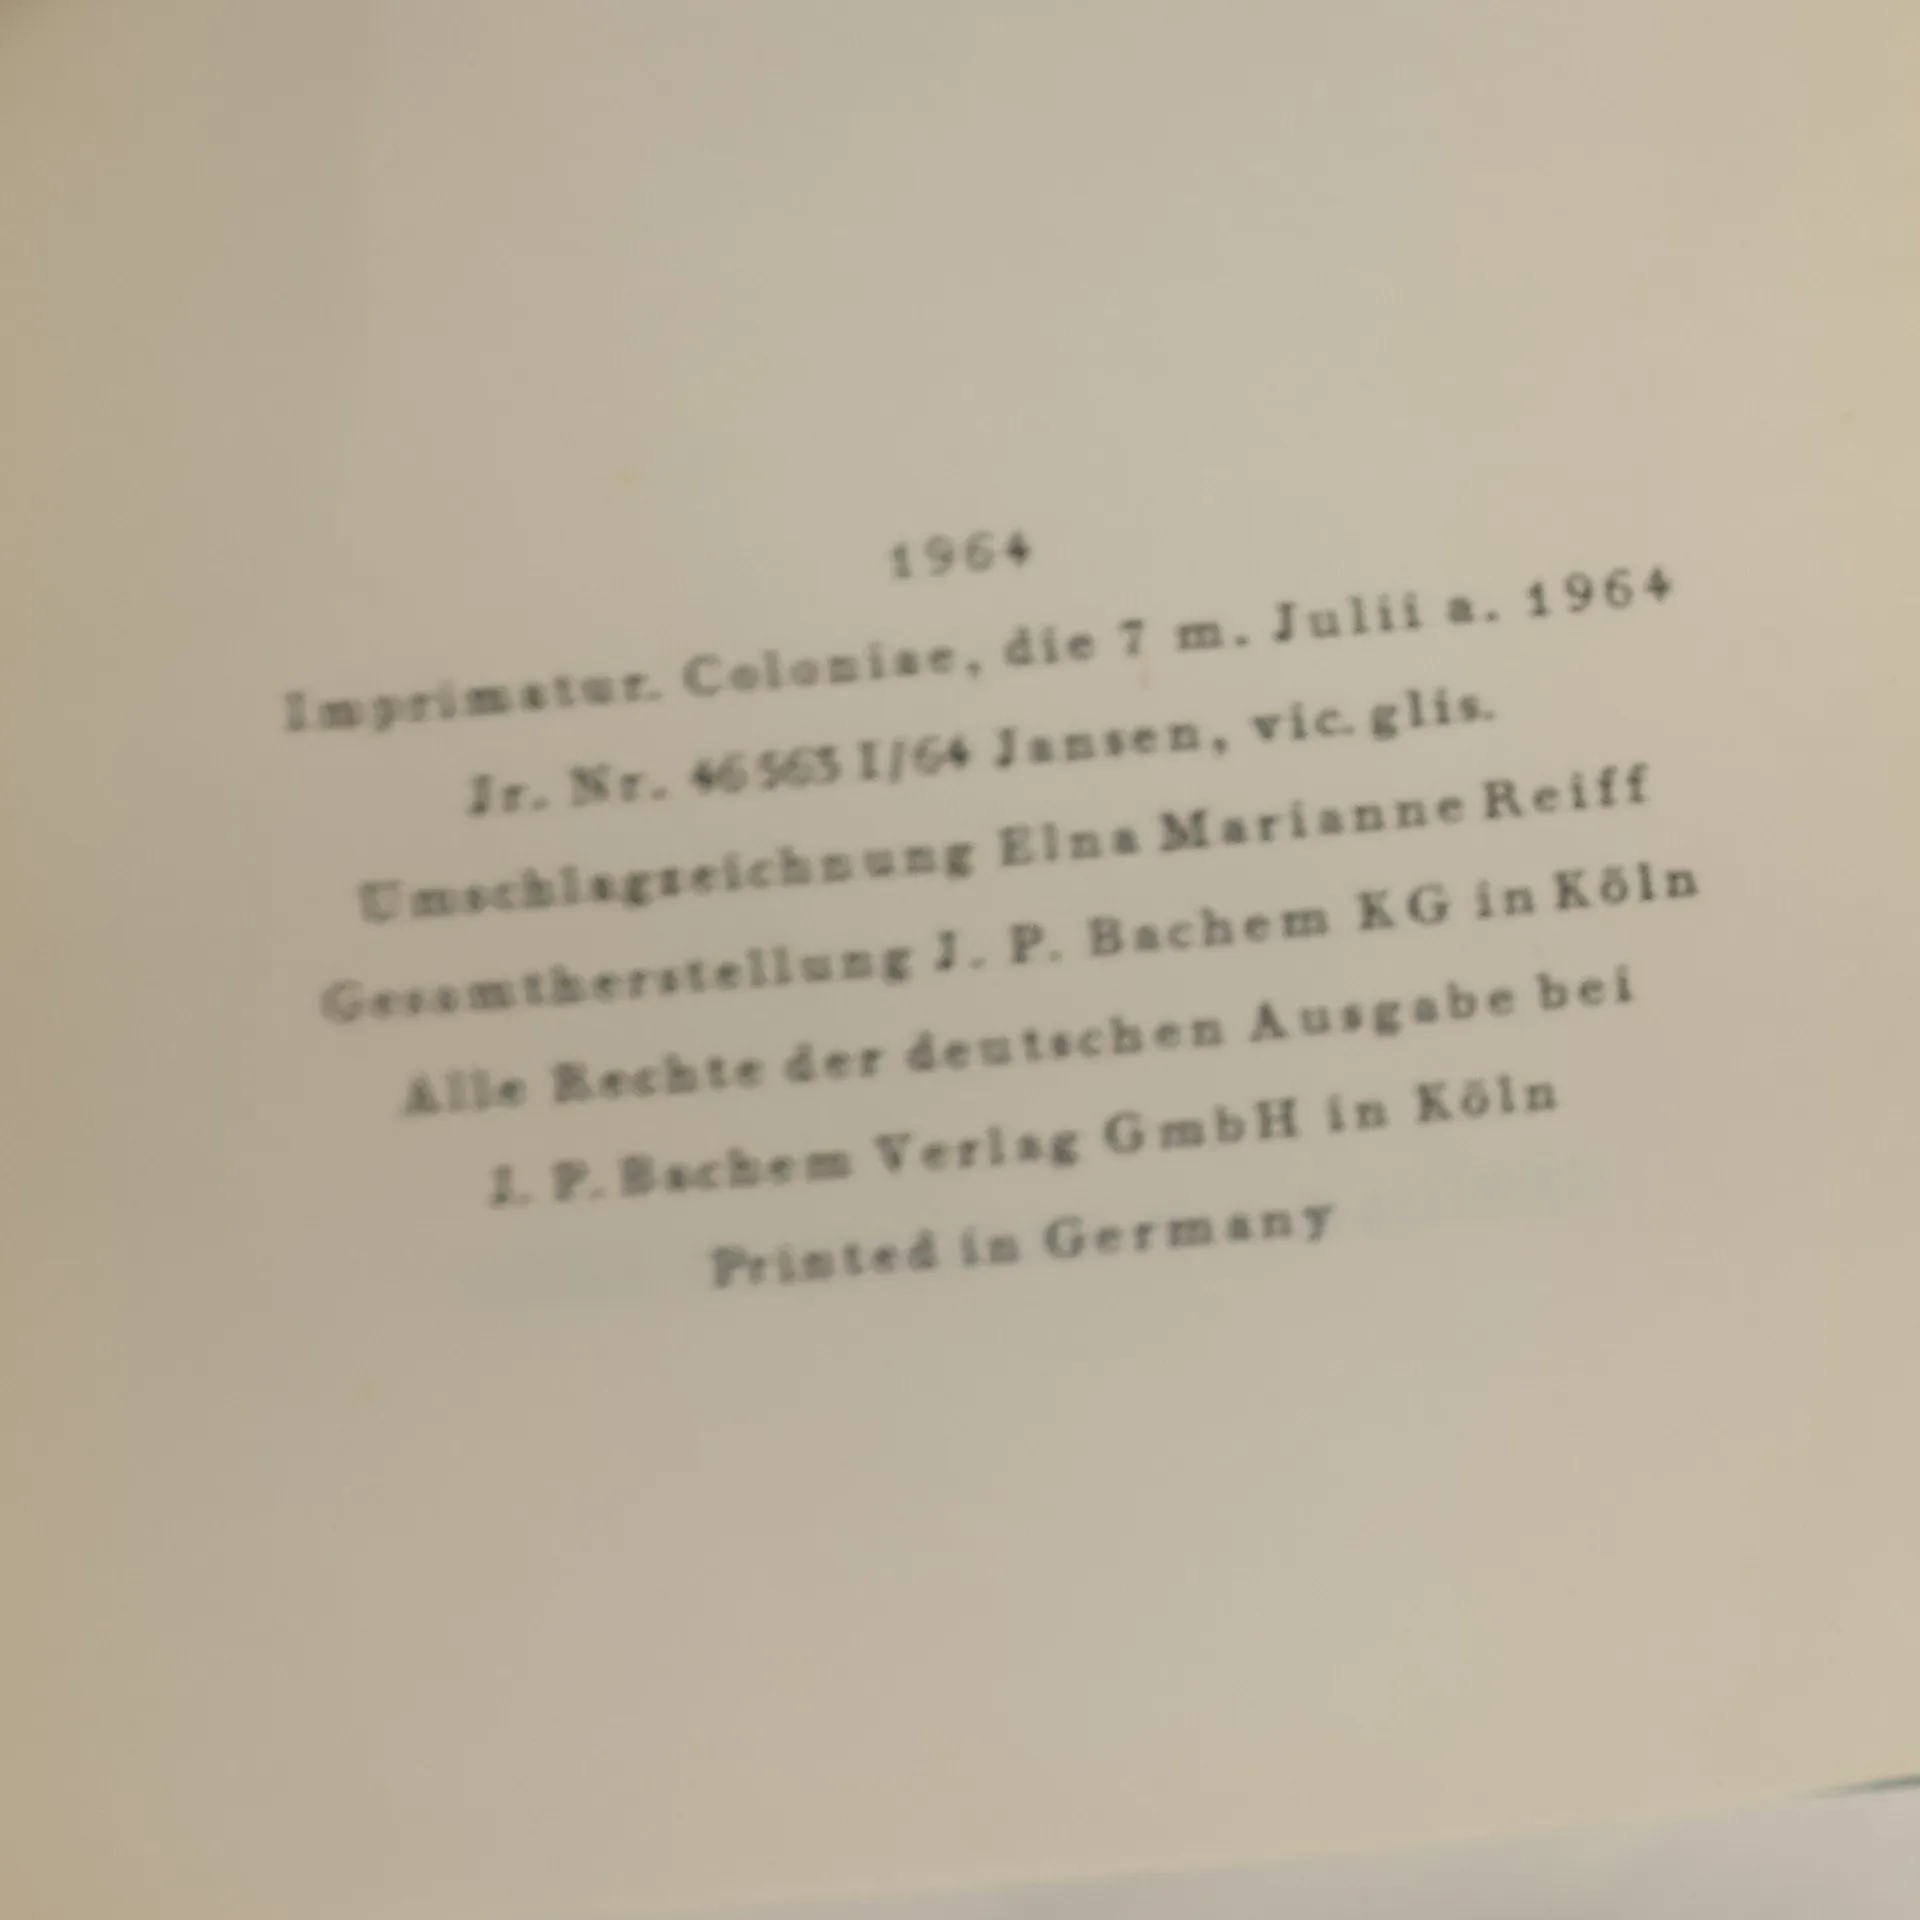 1964
Imprimatur. Coloniae, die 7 m. Julii a. 1964
Jr. Nr. 46563 I/64 Jansen, vic. glis.
Umschlagzeichnung Elna Marianne Reiff
Gesamtherstellung J. P. Bachem KG in Köln
Alle Rechte der deutschen Ausgabe bei
J. P. Bachem Verlag GmbH in Köln
Printed in Germany